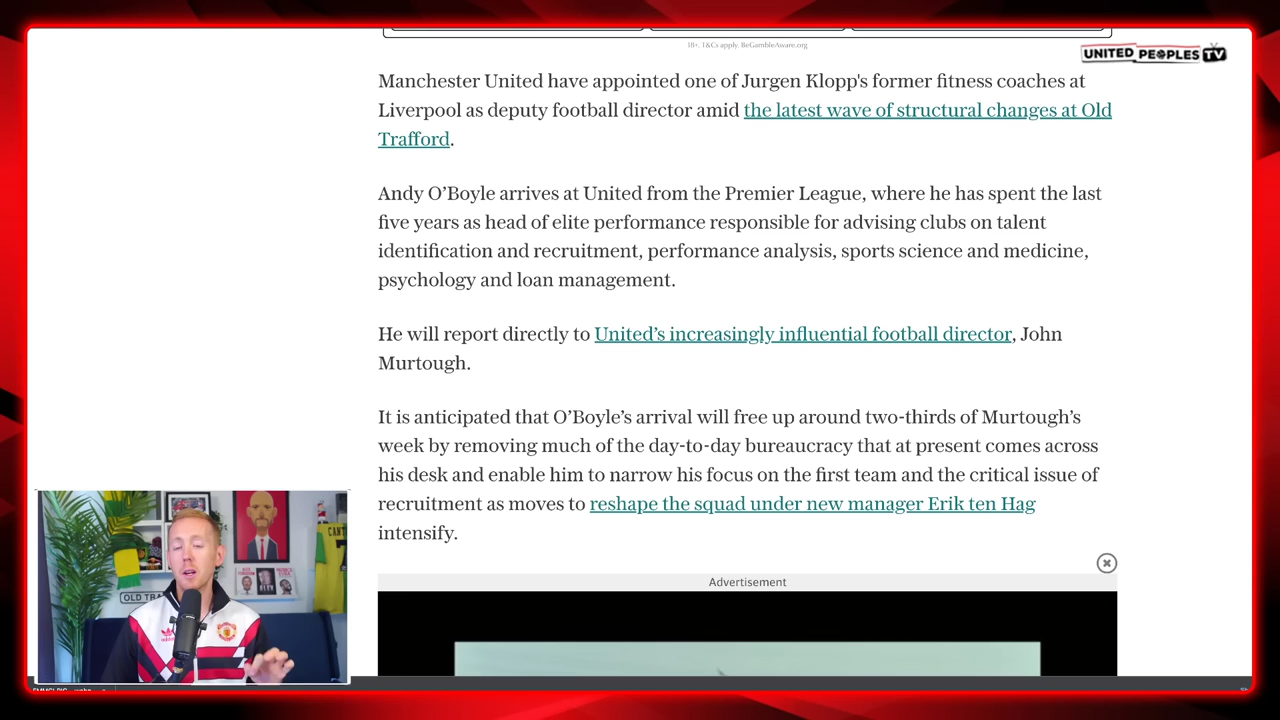 18+. T&Cs apply. BeGambleAware.org
UNITED PEOPLES TV
Manchester United have appointed one of Jurgen Klopp's former fitness coaches at
Liverpool as deputy football director amid the latest wave of structural changes at Old
Trafford.
Andy O’Boyle arrives at United from the Premier League, where he has spent the last
five years as head of elite performance responsible for advising clubs on talent
identification and recruitment, performance analysis, sports science and medicine,
psychology and loan management.
He will report directly to United’s increasingly influential football director, John
Murtough.
It is anticipated that O’Boyle’s arrival will free up around two-thirds of Murtough’s
week by removing much of the day-to-day bureaucracy that at present comes across
his desk and enable him to narrow his focus on the first team and the critical issue of
recruitment as moves to reshape the squad under new manager Erik ten Hag
intensify.
Advertisement
OLD TRA